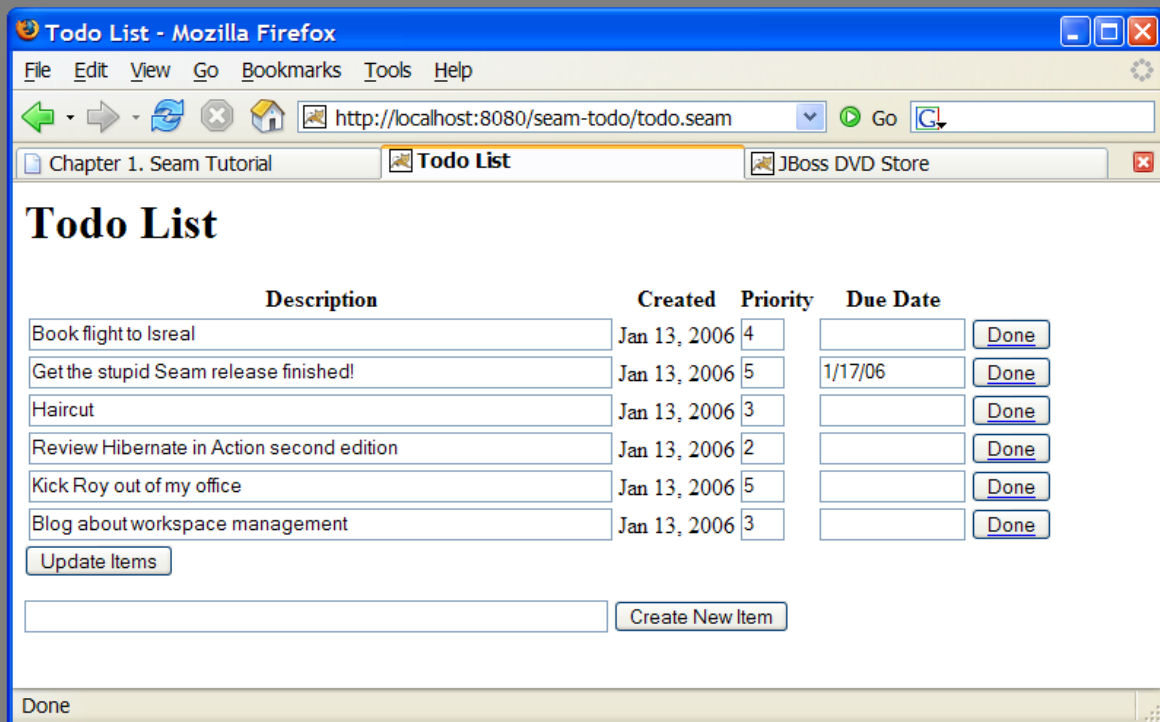 Todo List - Mozilla Firefox
File Edit View Go Bookmarks Tools Help
http://localhost:8080/seam-todo/todo.seam Go G
Chapter 1. Seam Tutorial Todo List JBoss DVD Store
Todo List
Description Created Priority Due Date
Book flight to Isreal Jan 13, 2006 4 Done
Get the stupid Seam release finished! Jan 13, 2006 5 1/17/06 Done
Haircut Jan 13, 2006 3 Done
Review Hibernate in Action second edition Jan 13, 2006 2 Done
Kick Roy out of my office Jan 13, 2006 5 Done
Blog about workspace management Jan 13, 2006 3 Done
Update Items
Create New Item
Done